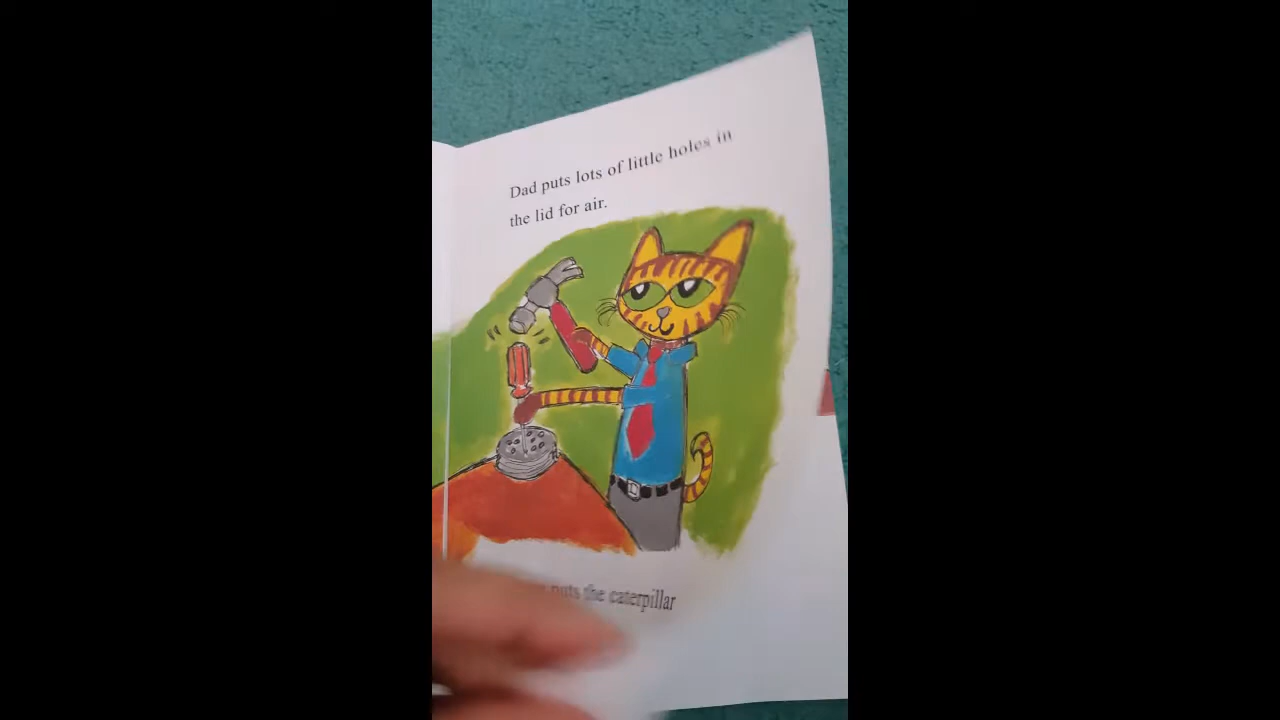 Dad puts lots of little holes in
the lid for air.
puts the caterpillar